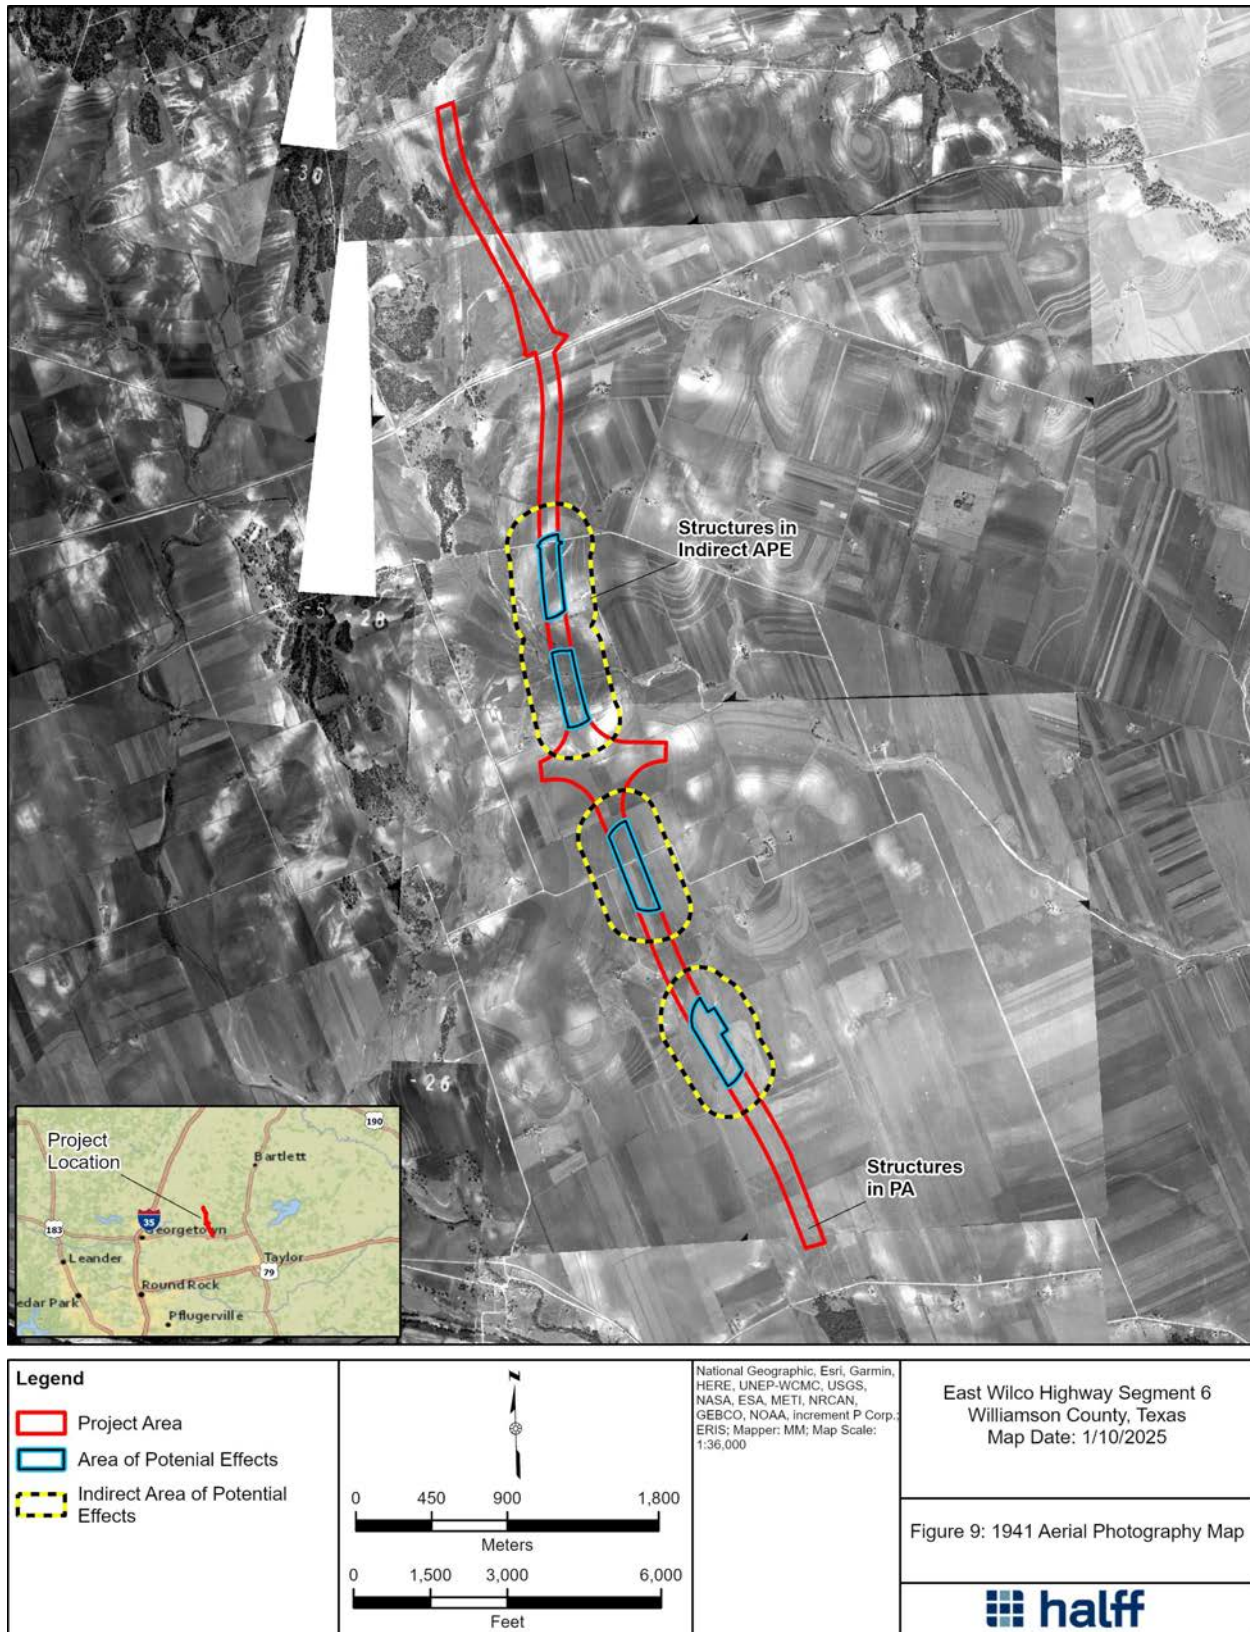 - 30
Structures in
Indirect APE
- 28
- 26
Structures
in PA
Project
Location
190
Bartlett
35
183
Georgetown
Leander
Taylor
79
Round Rock
edar Park
Pflugerville
Legend
Project Area
Area of Potenial Effects
Indirect Area of Potential
Effects
N
0 450 900 1,800
Meters
0 1,500 3,000 6,000
Feet
National Geographic, Esri, Garmin,
HERE, UNEP-WCMC, USGS,
NASA, ESA, METI, NRCAN,
GEBCO, NOAA, increment P Corp.;
ERIS; Mapper: MM; Map Scale:
1:36,000
East Wilco Highway Segment 6
Williamson County, Texas
Map Date: 1/10/2025
Figure 9: 1941 Aerial Photography Map
halff